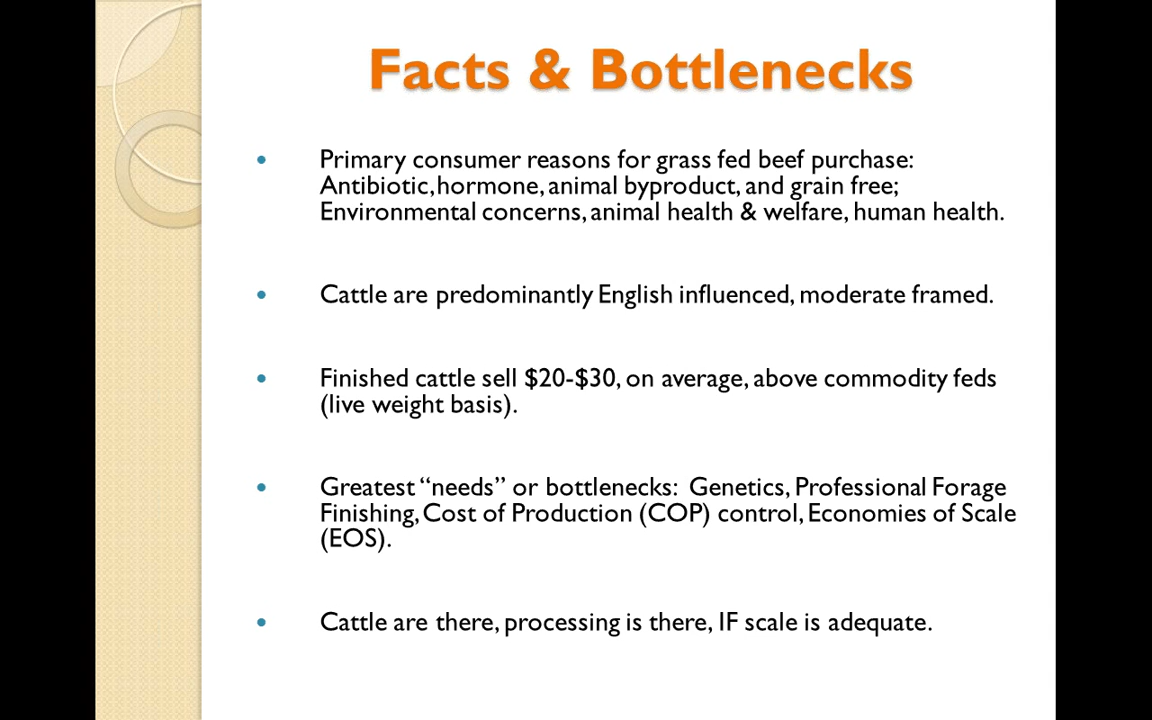 Facts & Bottlenecks
• Primary consumer reasons for grass fed beef purchase:
Antibiotic, hormone, animal byproduct, and grain free;
Environmental concerns, animal health & welfare, human health.
• Cattle are predominantly English influenced, moderate framed.
• Finished cattle sell $20-$30, on average, above commodity feds
(live weight basis).
• Greatest “needs” or bottlenecks:  Genetics, Professional Forage
Finishing, Cost of Production (COP) control, Economies of Scale
(EOS).
• Cattle are there, processing is there, IF scale is adequate.